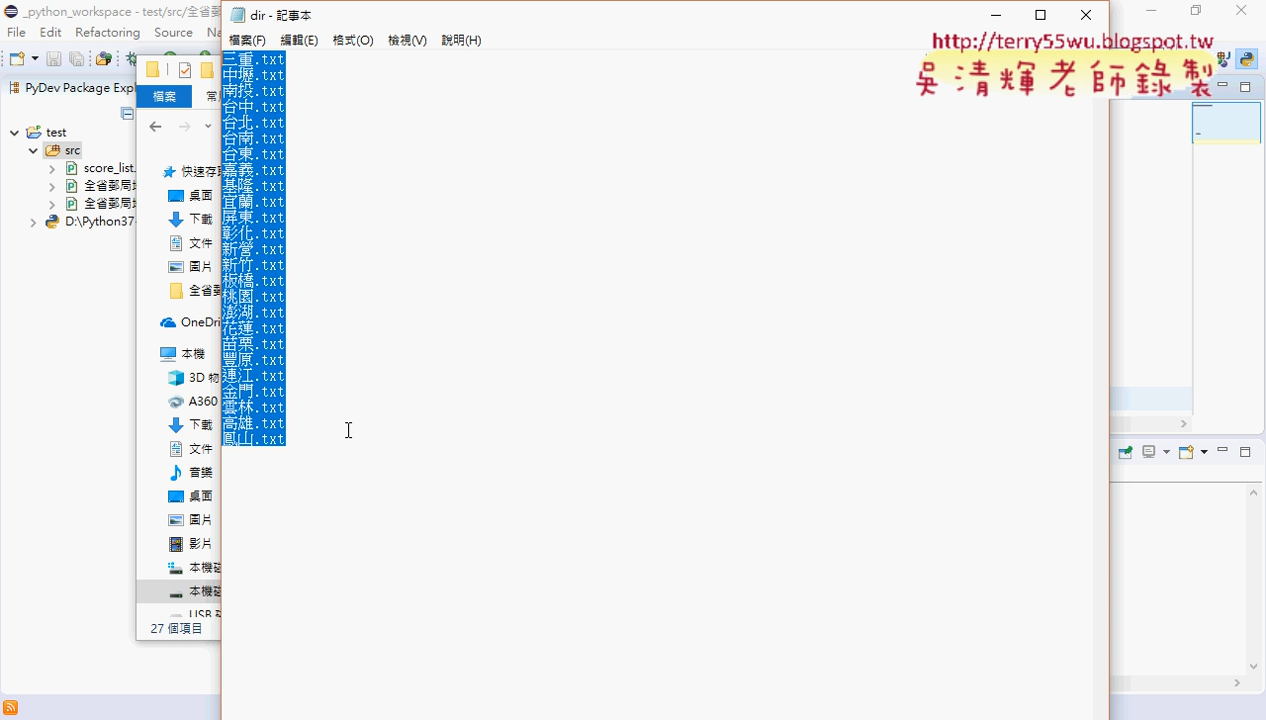 _python_workspace - test/src/全省郵
File Edit Refactoring Source Na
PyDev Package Exp
test
src
score_list.
全省郵局地
全省郵局地
D:\Python37
檔案
常
快速存取
桌面
下載
文件
圖片
全省郵
OneDri
本機
3D 物
A360
下載
文件
音樂
桌面
圖片
影片
本機磁
本機磁
USB 磁
27 個項目
dir - 記事本
檔案(F) 編輯(E) 格式(O) 檢視(V) 說明(H)
三重.txt
中壢.txt
南投.txt
台中.txt
台北.txt
台南.txt
台東.txt
嘉義.txt
基隆.txt
宜蘭.txt
屏東.txt
彰化.txt
新營.txt
新竹.txt
板橋.txt
桃園.txt
澎湖.txt
花蓮.txt
苗栗.txt
豐原.txt
連江.txt
金門.txt
雲林.txt
高雄.txt
鳳山.txt
http://terry55wu.blogspot.tw
吳清輝老師錄製